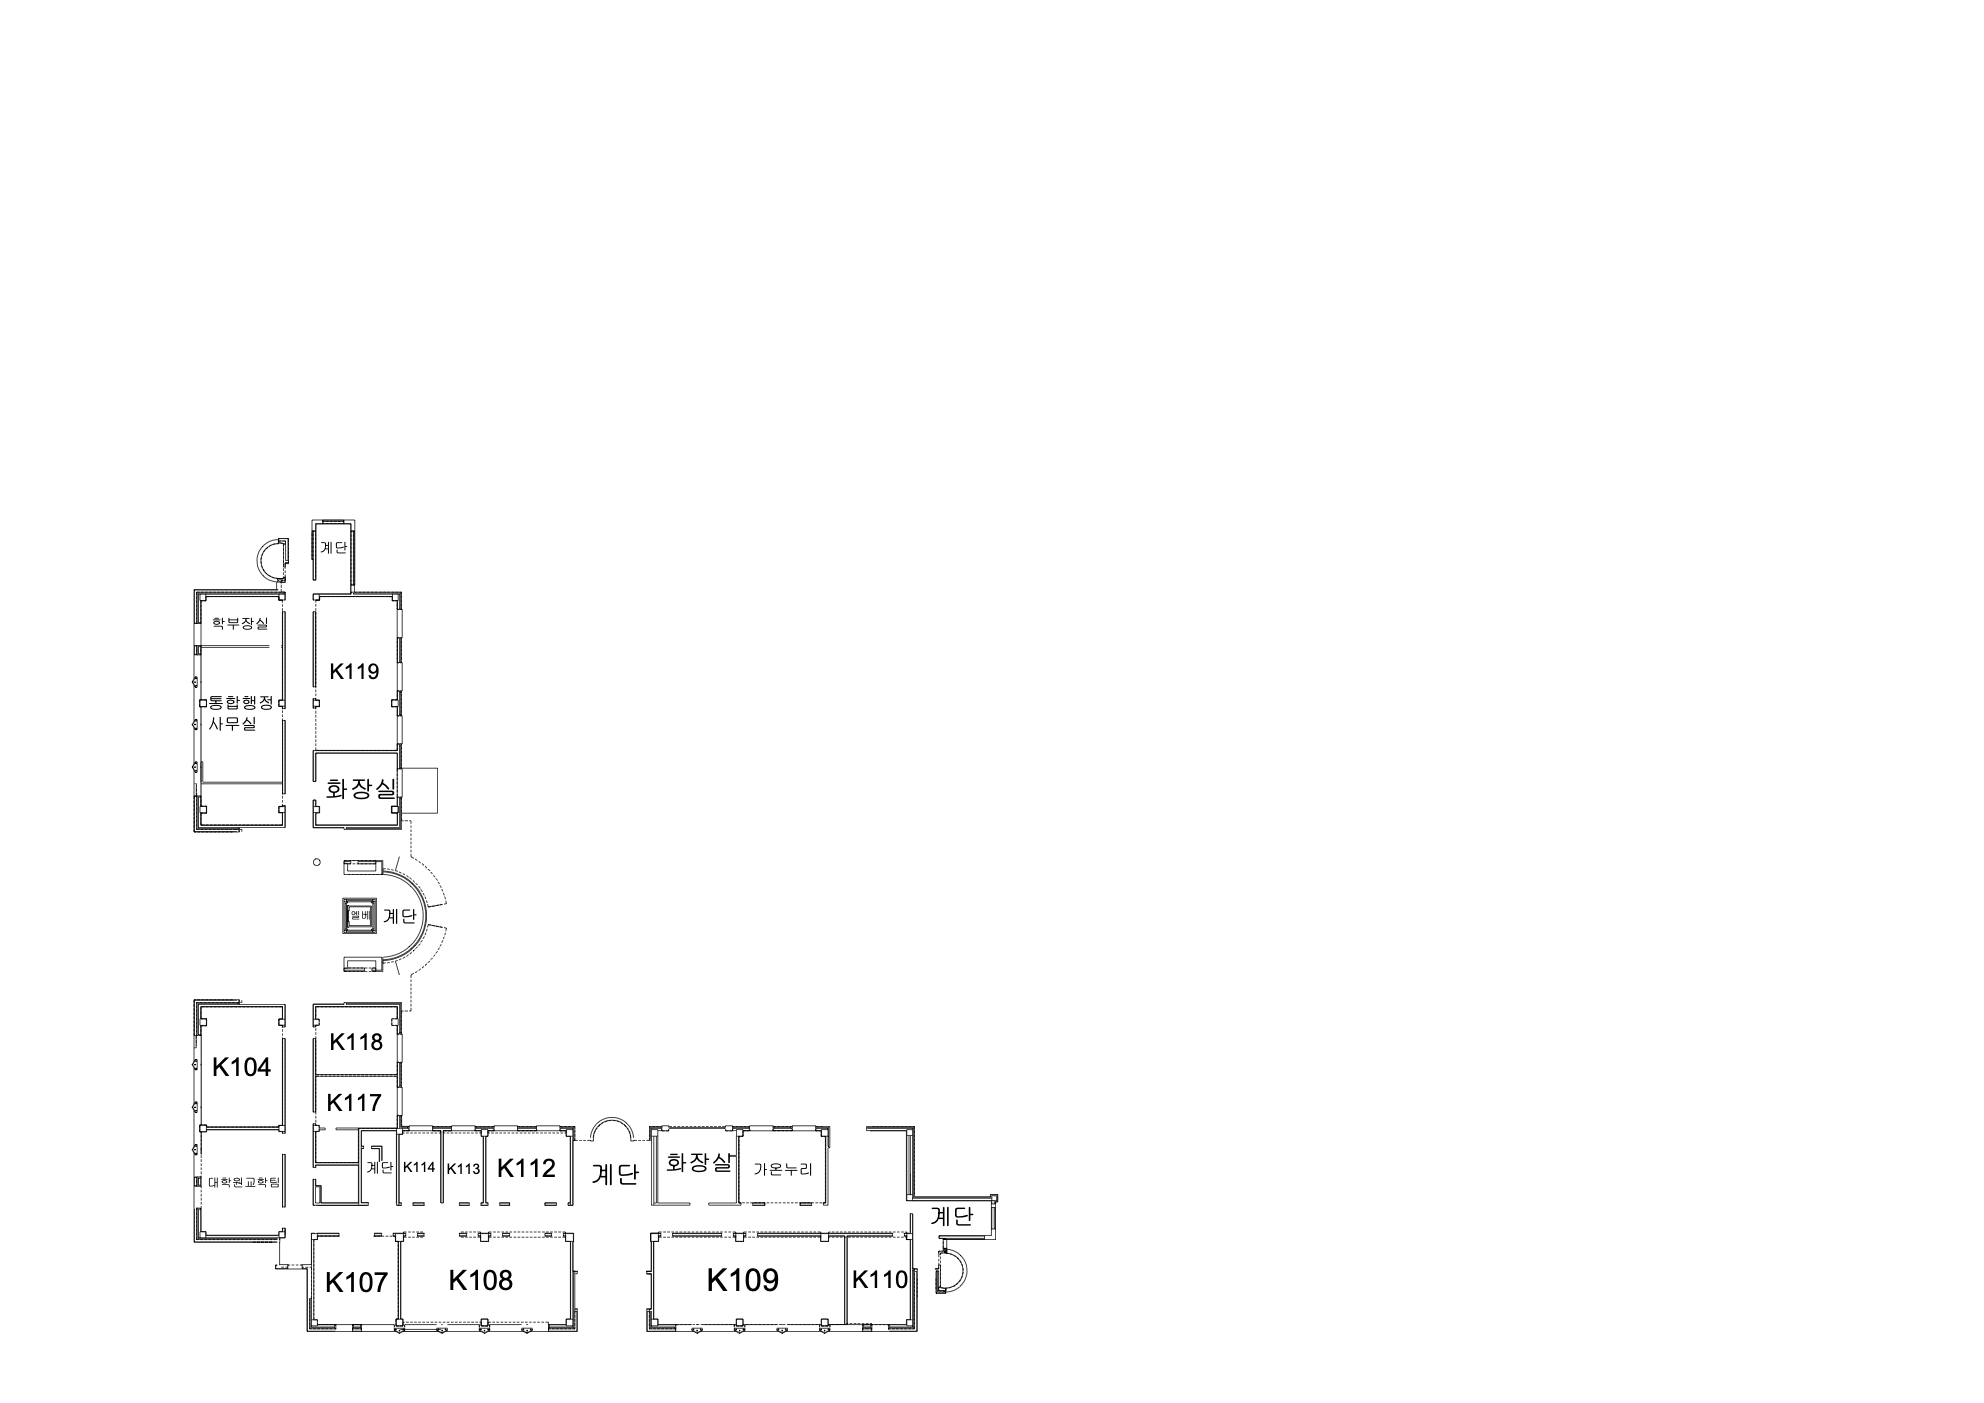 계단
학부장실
K119
통합행정
사무실
화장실
엘베
계단
K118
K104
K117
계단
K114
K113
K112
계단
화장실
가온누리
대학원교학팀
계단
K107
K108
K109
K110